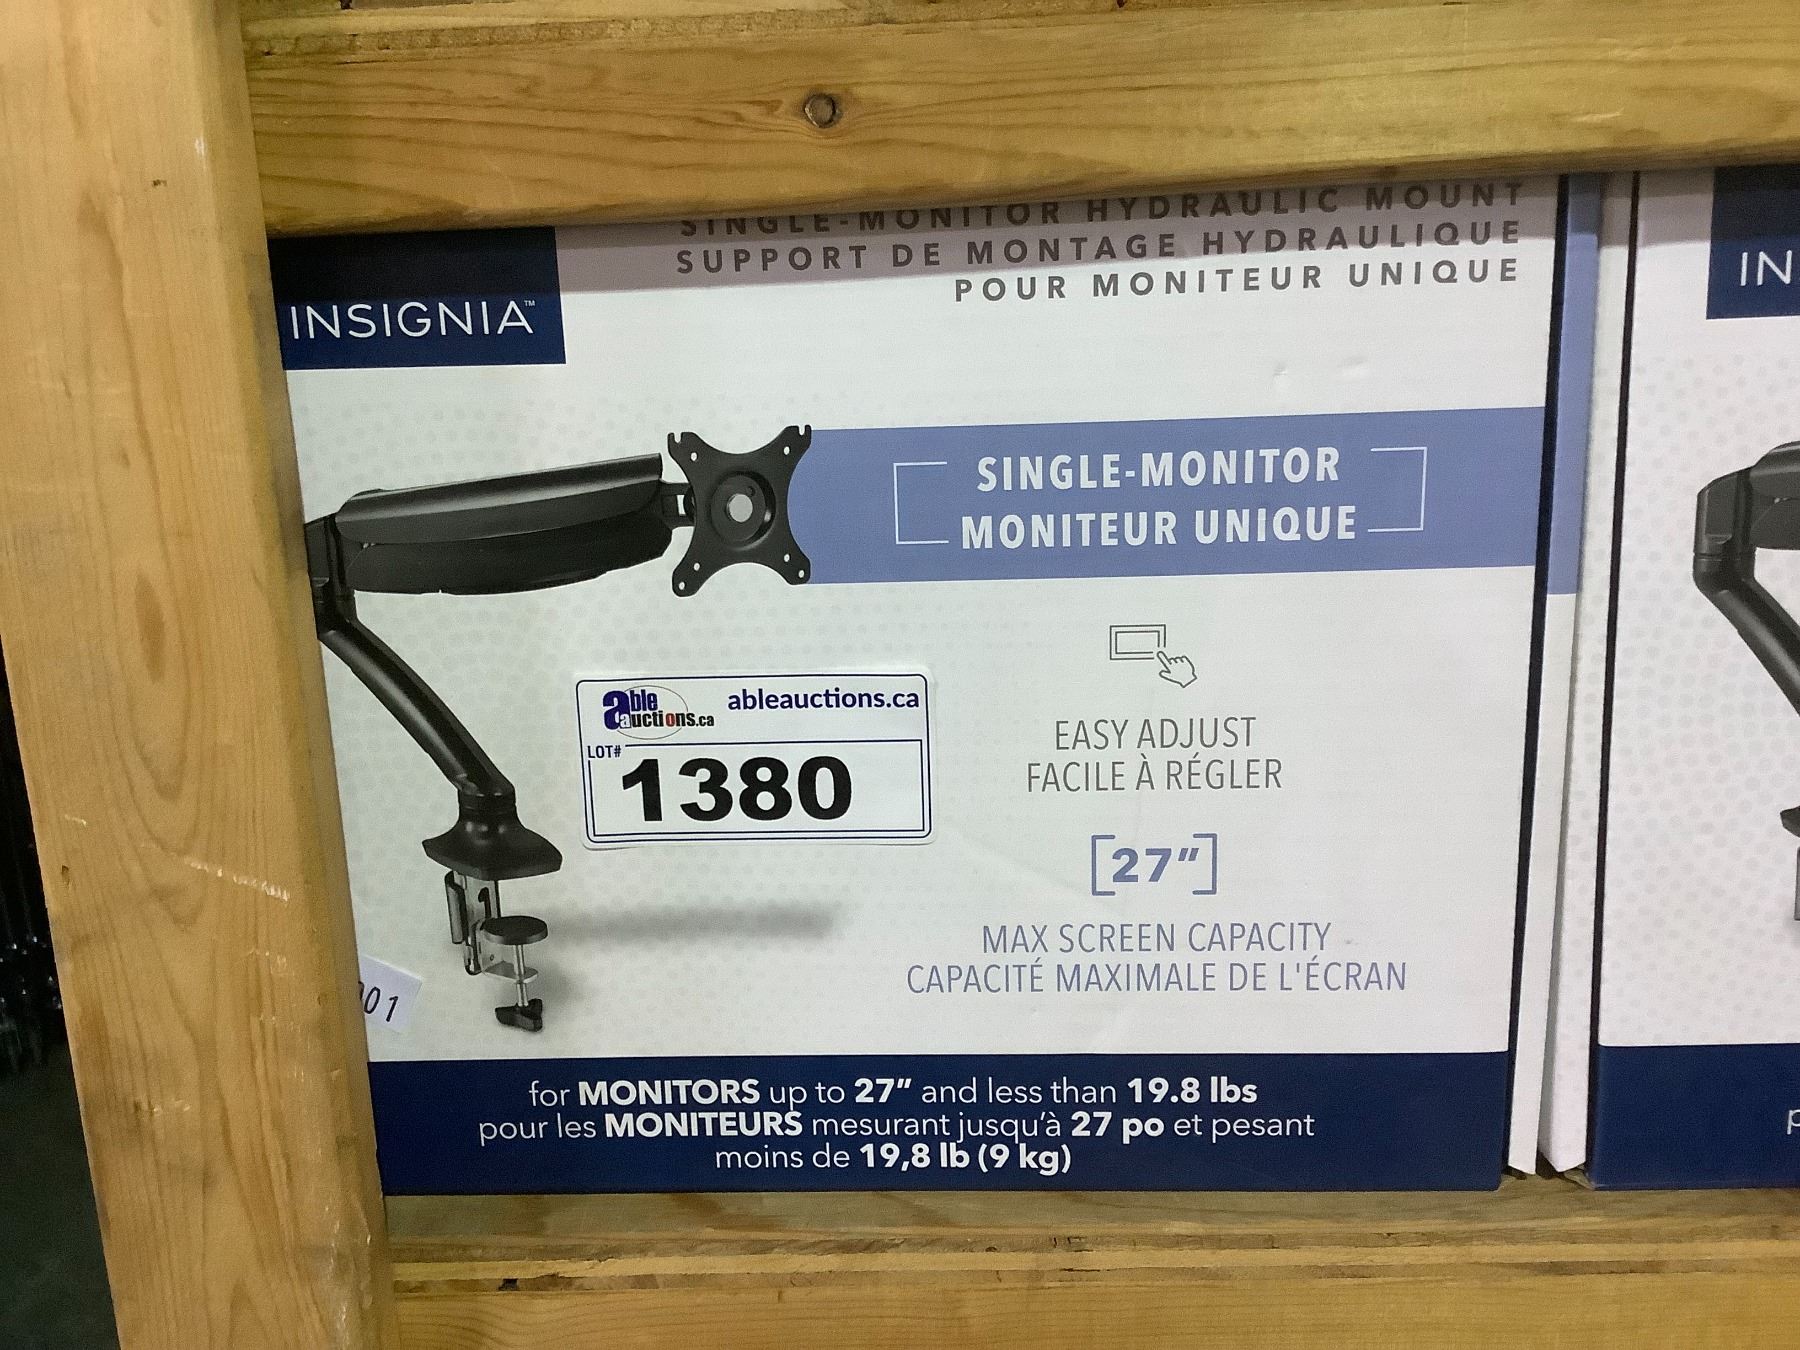 SINGLE-MONITOR HYDRAULIC MOUNT
SUPPORT DE MONTAGE HYDRAULIQUE
POUR MONITEUR UNIQUE
INSIGNIA™
IN
SINGLE-MONITOR
MONITEUR UNIQUE
able auctions.ca
ableauctions.ca
LOT#
1380
EASY ADJUST
FACILE À RÉGLER
[27"]
MAX SCREEN CAPACITY
CAPACITÉ MAXIMALE DE L'ÉCRAN
01
for MONITORS up to 27" and less than 19.8 lbs
pour les MONITEURS mesurant jusqu'à 27 po et pesant
moins de 19,8 lb (9 kg)
p